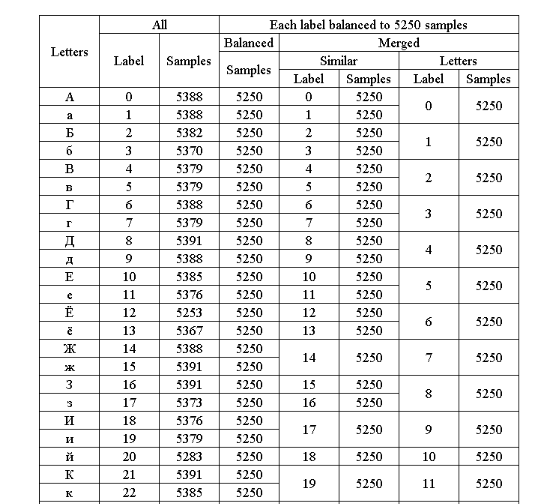 Letters All Each label balanced to 5250 samples
Label Samples Balanced Merged
Samples Similar Letters
Label Samples Label Samples
А 0 5388 5250 0 5250 0 5250
а 1 5388 5250 1 5250
Б 2 5382 5250 2 5250 1 5250
б 3 5370 5250 3 5250
В 4 5379 5250 4 5250 2 5250
в 5 5379 5250 5 5250
Г 6 5388 5250 6 5250 3 5250
г 7 5379 5250 7 5250
Д 8 5391 5250 8 5250 4 5250
д 9 5388 5250 9 5250
Е 10 5385 5250 10 5250 5 5250
е 11 5376 5250 11 5250
Ё 12 5253 5250 12 5250 6 5250
ё 13 5367 5250 13 5250
Ж 14 5388 5250 14 5250 7 5250
ж 15 5391 5250
З 16 5391 5250 15 5250 8 5250
з 17 5373 5250 16 5250
И 18 5376 5250 17 5250 9 5250
и 19 5379 5250
й 20 5283 5250 18 5250 10 5250
К 21 5391 5250 19 5250 11 5250
к 22 5385 5250